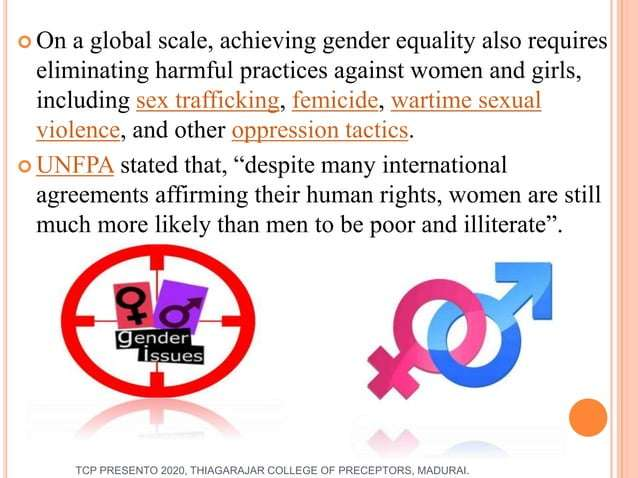 On a global scale, achieving gender equality also requires
eliminating harmful practices against women and girls,
including sex trafficking, femicide, wartime sexual
violence, and other oppression tactics.
UNFPA stated that, “despite many international
agreements affirming their human rights, women are still
much more likely than men to be poor and illiterate”.
gender
issues
TCP PRESENTO 2020, THIAGARAJAR COLLEGE OF PRECEPTORS, MADURAI.